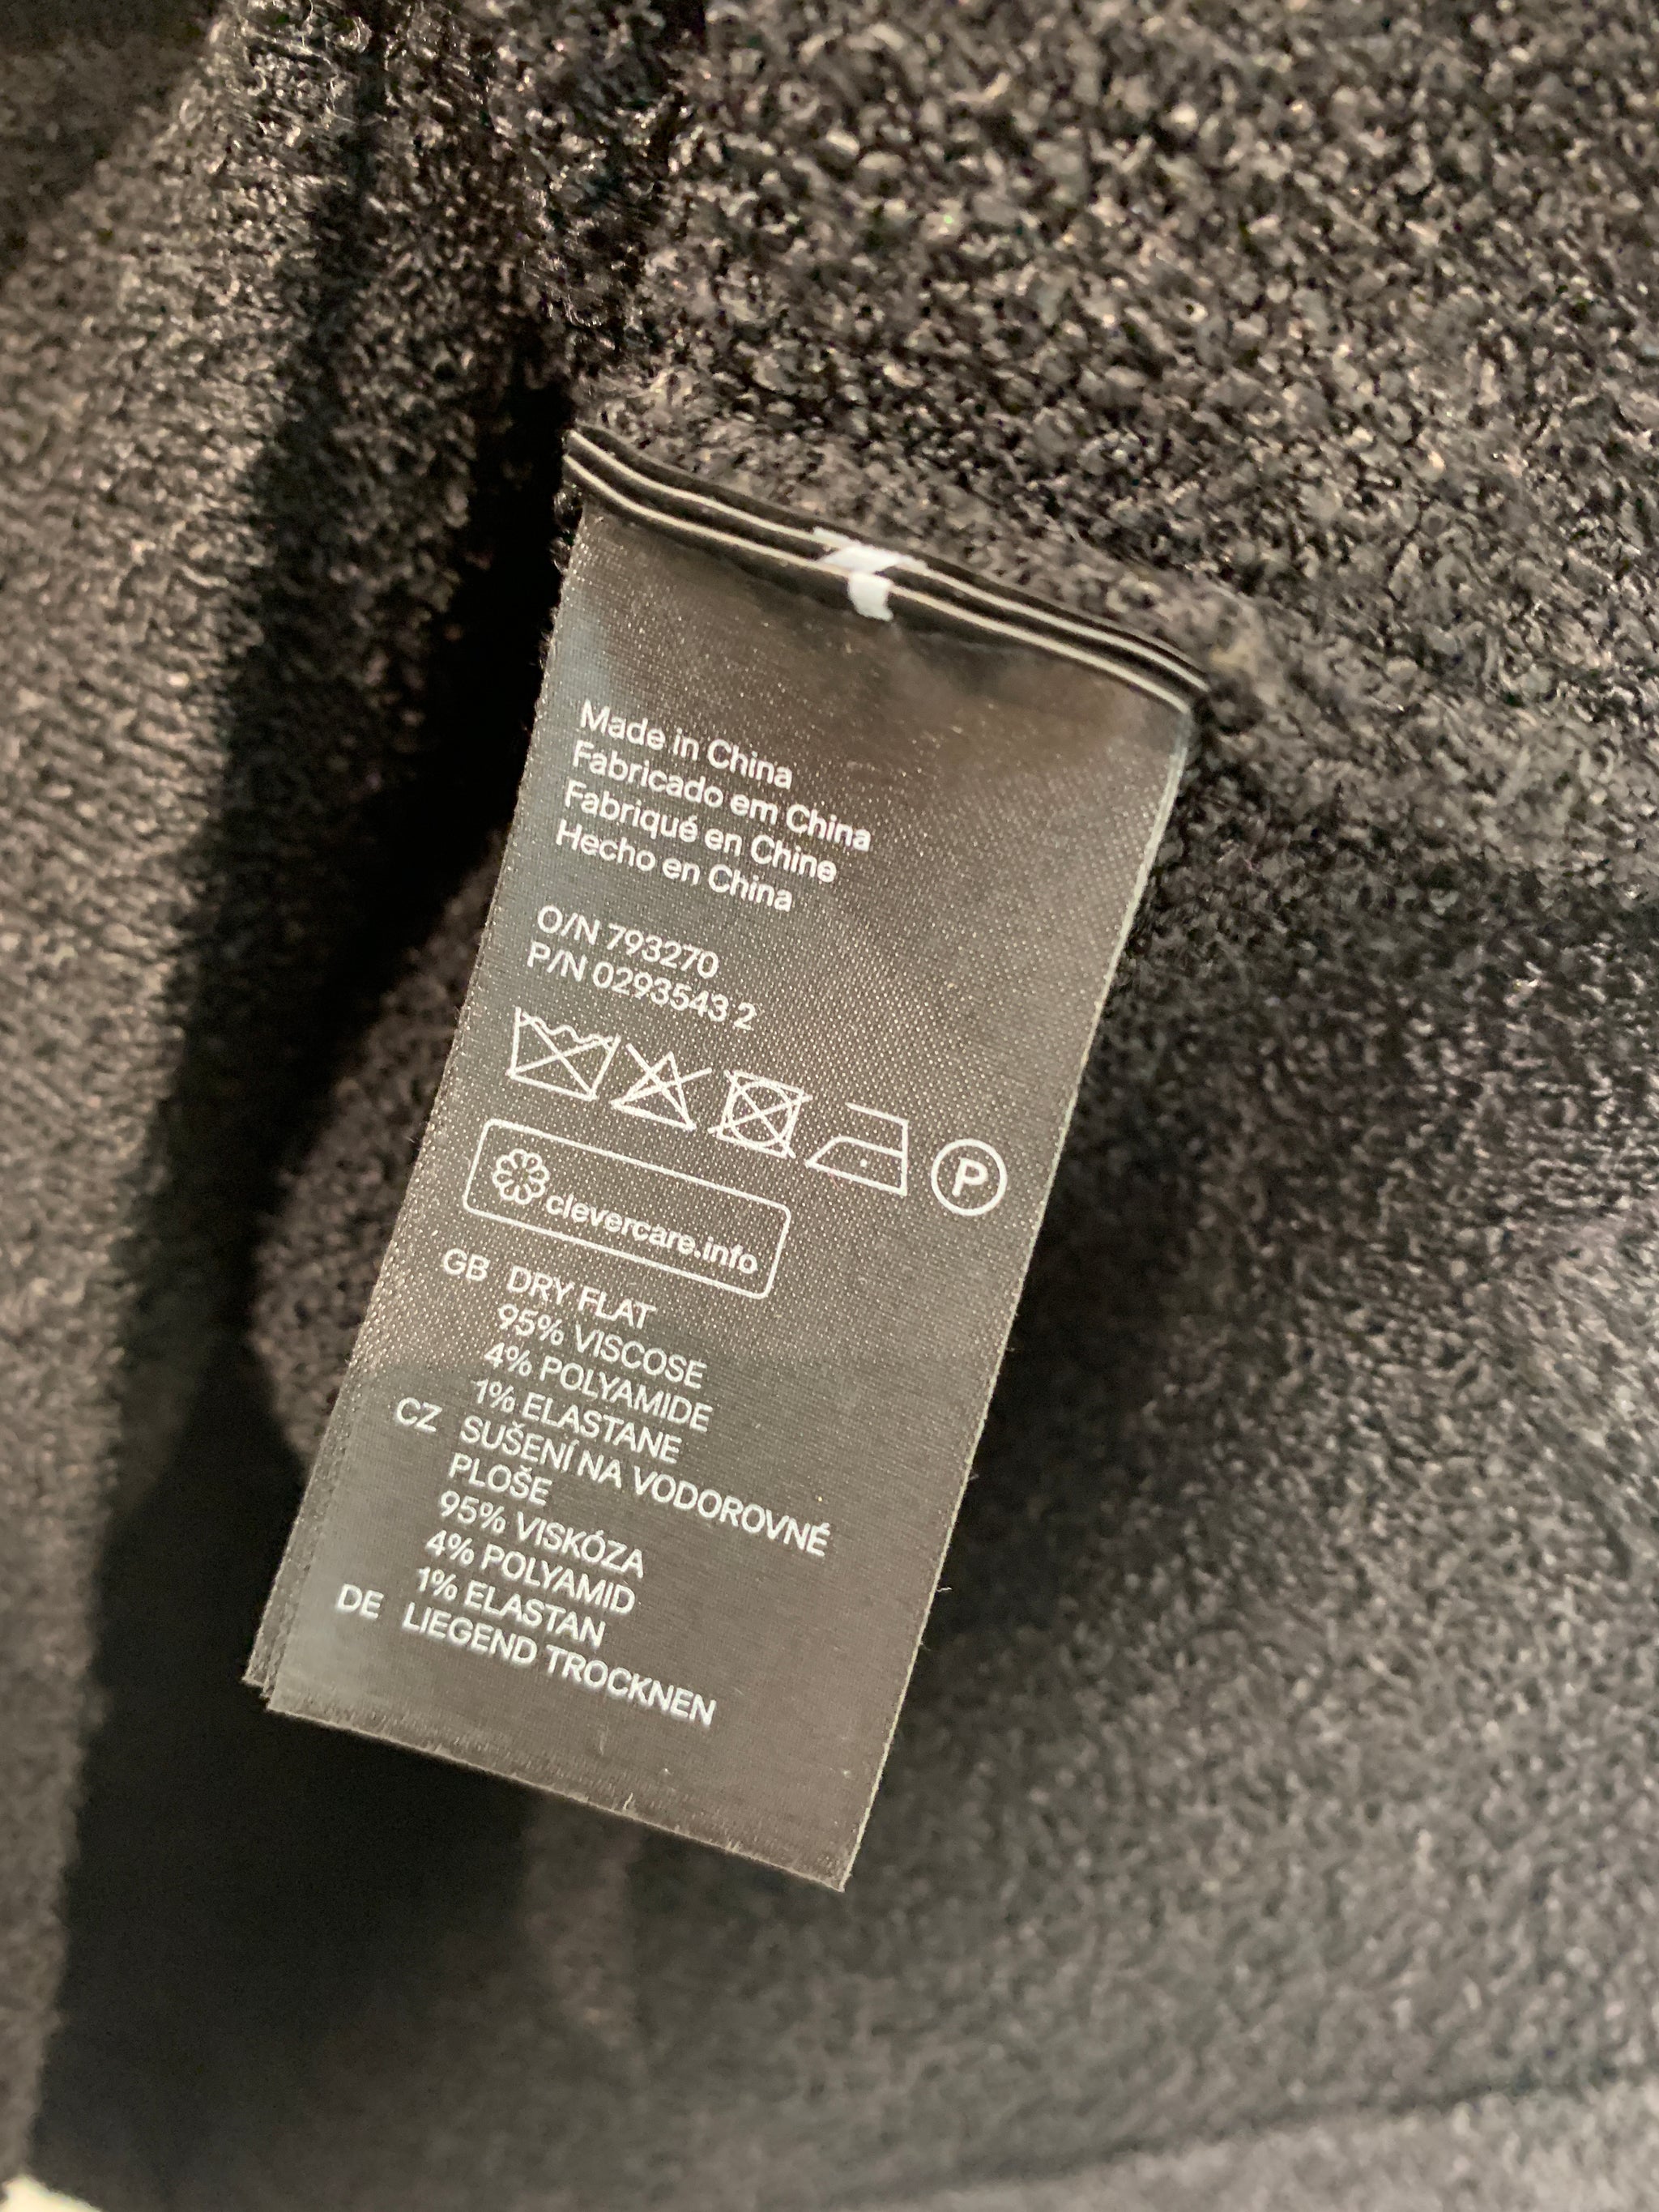 Made in China
Fabricado em China
Fabriqué en Chine
Hecho en China
O/N 793270
P/N 0293543 2
P
clevercare.info
GB DRY FLAT
95% VISCOSE
4% POLYAMIDE
1% ELASTANE
CZ SUŠENÍ NA VODOROVNÉ
PLOŠE
95% VISKÓZA
4% POLYAMID
1% ELASTAN
DE LIEGEND TROCKNEN